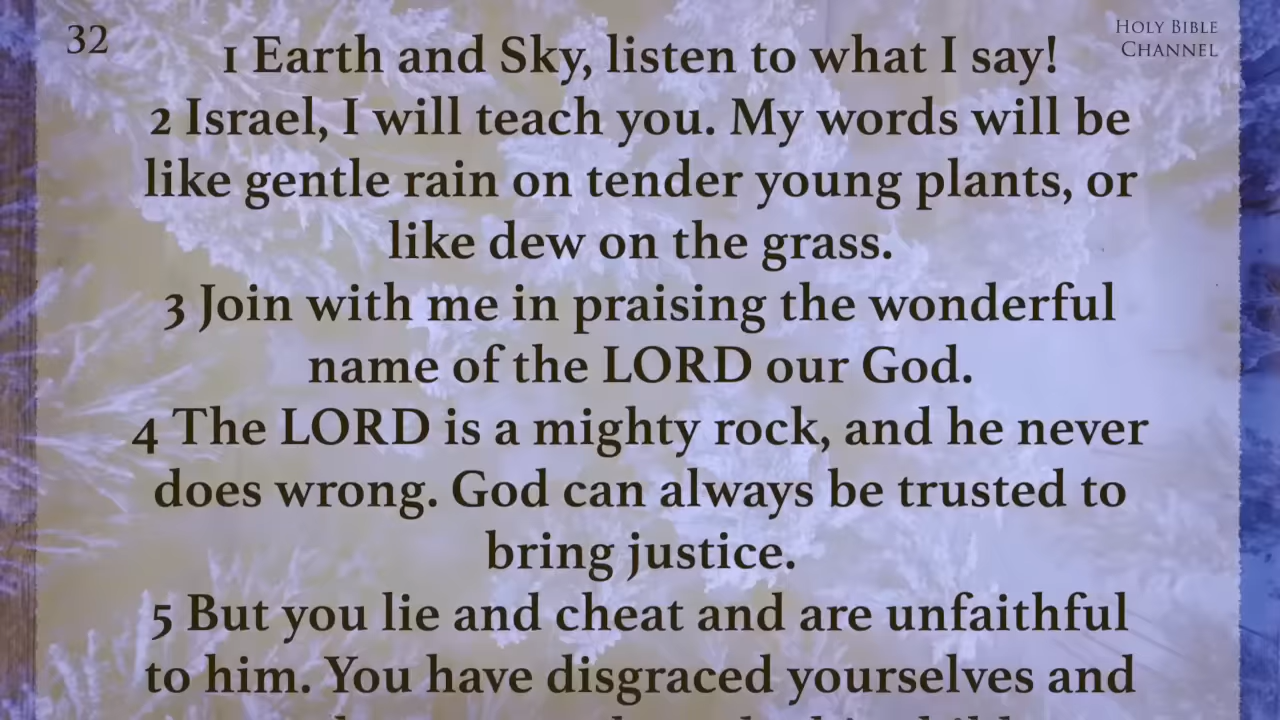 32
HOLY BIBLE
CHANNEL
1 Earth and Sky, listen to what I say!
2 Israel, I will teach you. My words will be
like gentle rain on tender young plants, or
like dew on the grass.
3 Join with me in praising the wonderful
name of the LORD our God.
4 The LORD is a mighty rock, and he never
does wrong. God can always be trusted to
bring justice.
5 But you lie and cheat and are unfaithful
to him. You have disgraced yourselves and